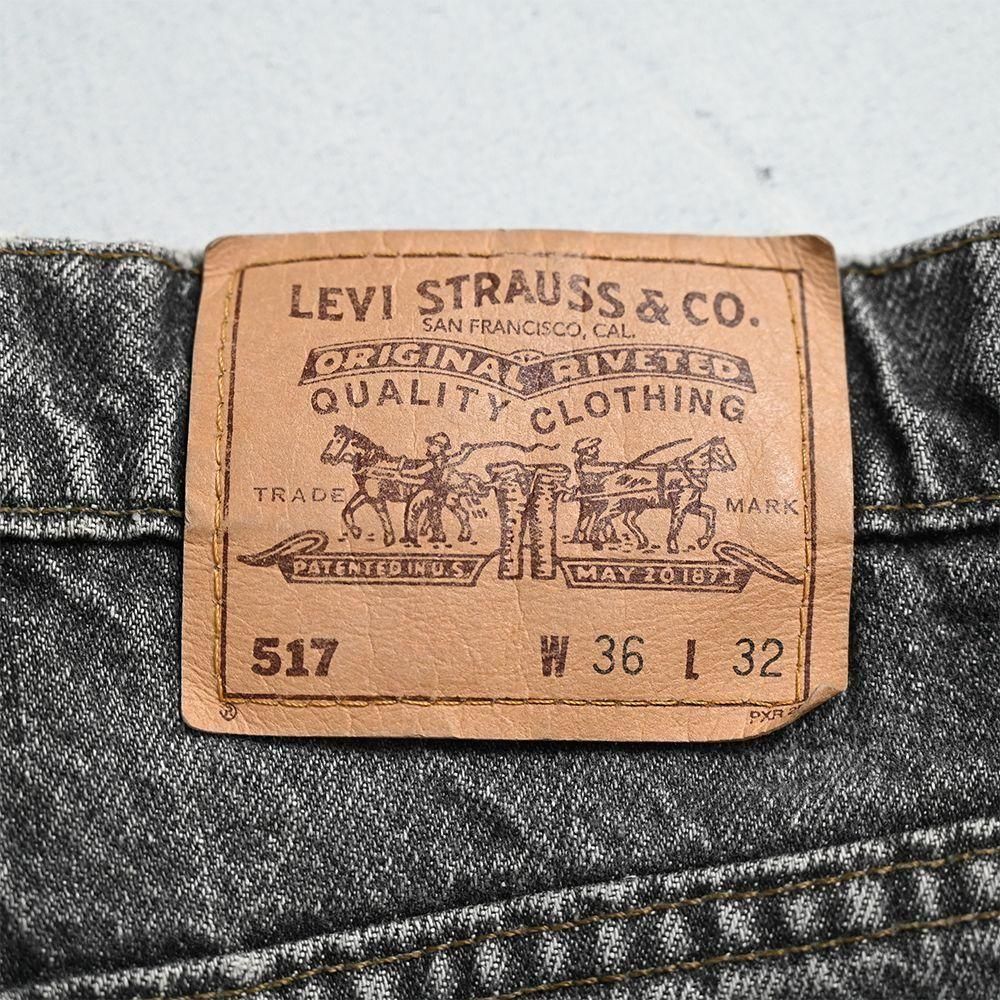 LEVI STRAUSS & CO.
SAN FRANCISCO, CAL.
ORIGINAL RIVETED
QUALITY CLOTHING
TRADE MARK
PATENTED IN U.S. MAY 20 1873
517 W 36 L 32
® PXR